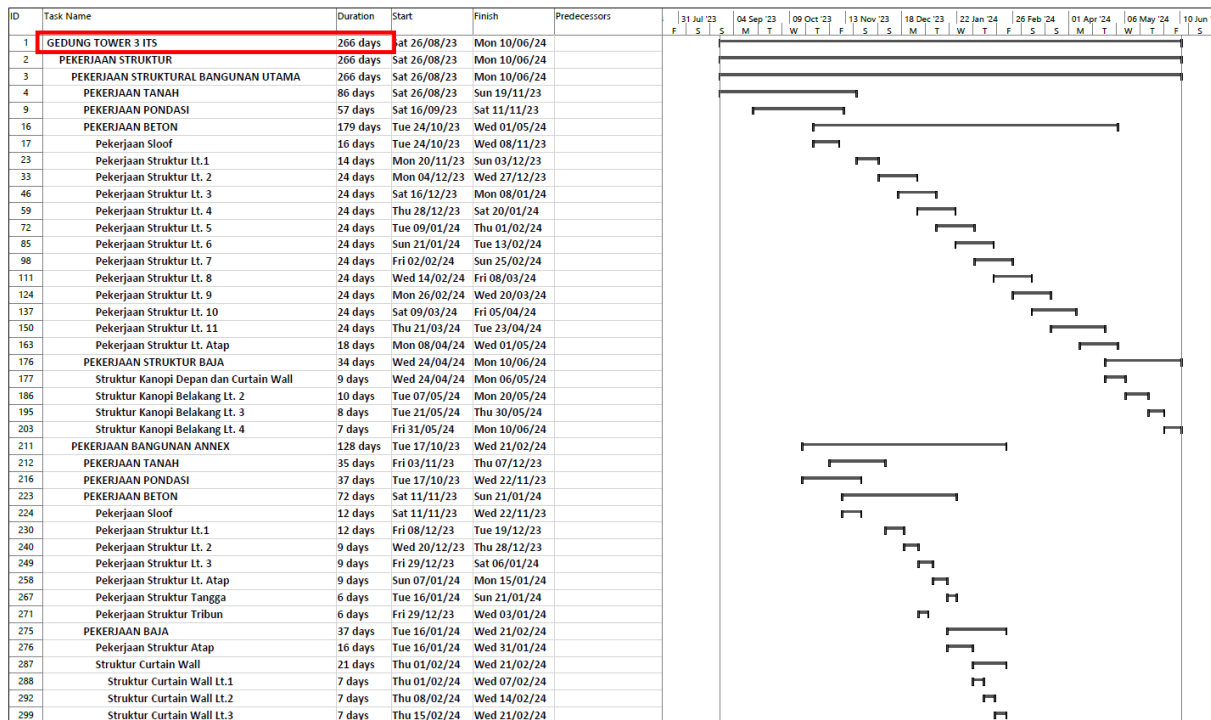 ID Task Name Duration Start Finish Predecessors 31 Jul '23 04 Sep '23 09 Oct '23 13 Nov '23 18 Dec '23 22 Jan '24 26 Feb '24 01 Apr '24 06 May '24 10 Jun '
F S S M T W T F S S M T W T F S S M T W T F S
1 GEDUNG TOWER 3 ITS 266 days Sat 26/08/23 Mon 10/06/24
2 PEKERJAAN STRUKTUR 266 days Sat 26/08/23 Mon 10/06/24
3 PEKERJAAN STRUKTURAL BANGUNAN UTAMA 266 days Sat 26/08/23 Mon 10/06/24
4 PEKERJAAN TANAH 86 days Sat 26/08/23 Sun 19/11/23
9 PEKERJAAN PONDASI 57 days Sat 16/09/23 Sat 11/11/23
16 PEKERJAAN BETON 179 days Tue 24/10/23 Wed 01/05/24
17 Pekerjaan Sloof 16 days Tue 24/10/23 Wed 08/11/23
23 Pekerjaan Struktur Lt.1 14 days Mon 20/11/23 Sun 03/12/23
33 Pekerjaan Struktur Lt. 2 24 days Mon 04/12/23 Wed 27/12/23
46 Pekerjaan Struktur Lt. 3 24 days Sat 16/12/23 Mon 08/01/24
59 Pekerjaan Struktur Lt. 4 24 days Thu 28/12/23 Sat 20/01/24
72 Pekerjaan Struktur Lt. 5 24 days Tue 09/01/24 Thu 01/02/24
85 Pekerjaan Struktur Lt. 6 24 days Sun 21/01/24 Tue 13/02/24
98 Pekerjaan Struktur Lt. 7 24 days Fri 02/02/24 Sun 25/02/24
111 Pekerjaan Struktur Lt. 8 24 days Wed 14/02/24 Fri 08/03/24
124 Pekerjaan Struktur Lt. 9 24 days Mon 26/02/24 Wed 20/03/24
137 Pekerjaan Struktur Lt. 10 24 days Sat 09/03/24 Fri 05/04/24
150 Pekerjaan Struktur Lt. 11 24 days Thu 21/03/24 Tue 23/04/24
163 Pekerjaan Struktur Lt. Atap 18 days Mon 08/04/24 Wed 01/05/24
176 PEKERJAAN STRUKTUR BAJA 34 days Wed 24/04/24 Mon 10/06/24
177 Struktur Kanopi Depan dan Curtain Wall 9 days Wed 24/04/24 Mon 06/05/24
186 Struktur Kanopi Belakang Lt. 2 10 days Tue 07/05/24 Mon 20/05/24
195 Struktur Kanopi Belakang Lt. 3 8 days Tue 21/05/24 Thu 30/05/24
203 Struktur Kanopi Belakang Lt. 4 7 days Fri 31/05/24 Mon 10/06/24
211 PEKERJAAN BANGUNAN ANNEX 128 days Tue 17/10/23 Wed 21/02/24
212 PEKERJAAN TANAH 35 days Fri 03/11/23 Thu 07/12/23
216 PEKERJAAN PONDASI 37 days Tue 17/10/23 Wed 22/11/23
223 PEKERJAAN BETON 72 days Sat 11/11/23 Sun 21/01/24
224 Pekerjaan Sloof 12 days Sat 11/11/23 Wed 22/11/23
230 Pekerjaan Struktur Lt.1 12 days Fri 08/12/23 Tue 19/12/23
240 Pekerjaan Struktur Lt. 2 9 days Wed 20/12/23 Thu 28/12/23
249 Pekerjaan Struktur Lt. 3 9 days Fri 29/12/23 Sat 06/01/24
258 Pekerjaan Struktur Lt. Atap 9 days Sun 07/01/24 Mon 15/01/24
267 Pekerjaan Struktur Tangga 6 days Tue 16/01/24 Sun 21/01/24
271 Pekerjaan Struktur Tribun 6 days Fri 29/12/23 Wed 03/01/24
275 PEKERJAAN BAJA 37 days Tue 16/01/24 Wed 21/02/24
276 Pekerjaan Struktur Atap 16 days Tue 16/01/24 Wed 31/01/24
287 Struktur Curtain Wall 21 days Thu 01/02/24 Wed 21/02/24
288 Struktur Curtain Wall Lt.1 7 days Thu 01/02/24 Wed 07/02/24
292 Struktur Curtain Wall Lt.2 7 days Thu 08/02/24 Wed 14/02/24
299 Struktur Curtain Wall Lt.3 7 days Thu 15/02/24 Wed 21/02/24